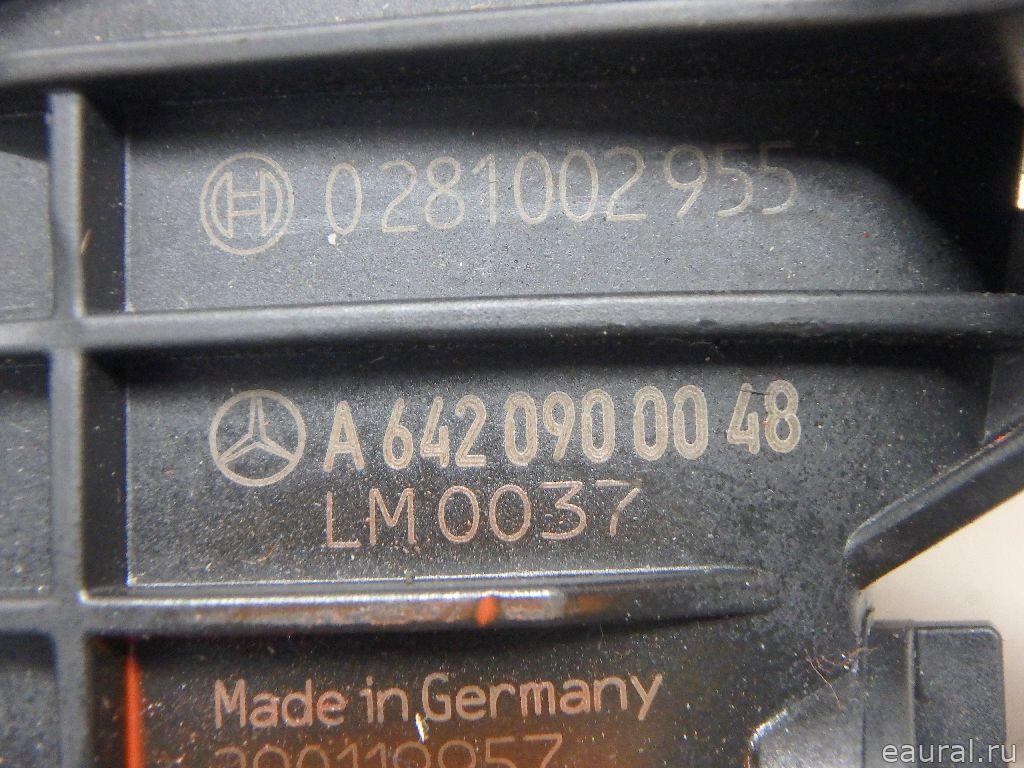 0281002955
A 642 090 00 48
LM0037
Made in Germany
eaural.ru